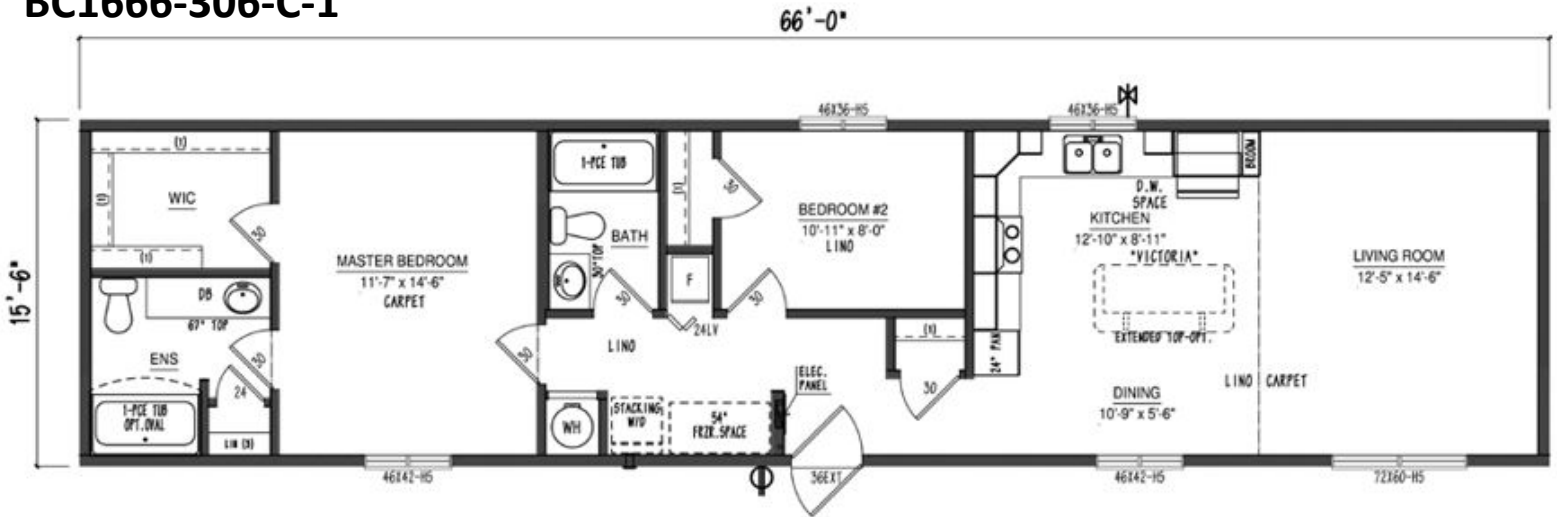 BC1666-306-C-1
66'-0"
15'-6"
46X36-H5
46X36-H5
(1)
(1)
WIC
(1)
30
MASTER BEDROOM
11'-7" x 14'-6"
CARPET
1-PCE TUB
BATH
30" TOP
30
(1)
30
F
24LV
BEDROOM #2
10'-11" x 8'-0"
LINO
30
D.W.
SPACE
BROOM
KITCHEN
12'-10" x 8'-11"
"VICTORIA"
EXTENDED TOP-OPT.
24" PAN
LIVING ROOM
12'-5" x 14'-6"
DB
67" TOP
ENS
30
24
1-PCE TUB
OPT.OVAL
LIN (3)
30
LINO
WH
STACKING
W/D
54"
FRZR.SPACE
ELEC.
PANEL
(1)
30
DINING
10'-9" x 5'-6"
LINO
CARPET
36EXT
46X42-H5
46X42-H5
72X60-H5